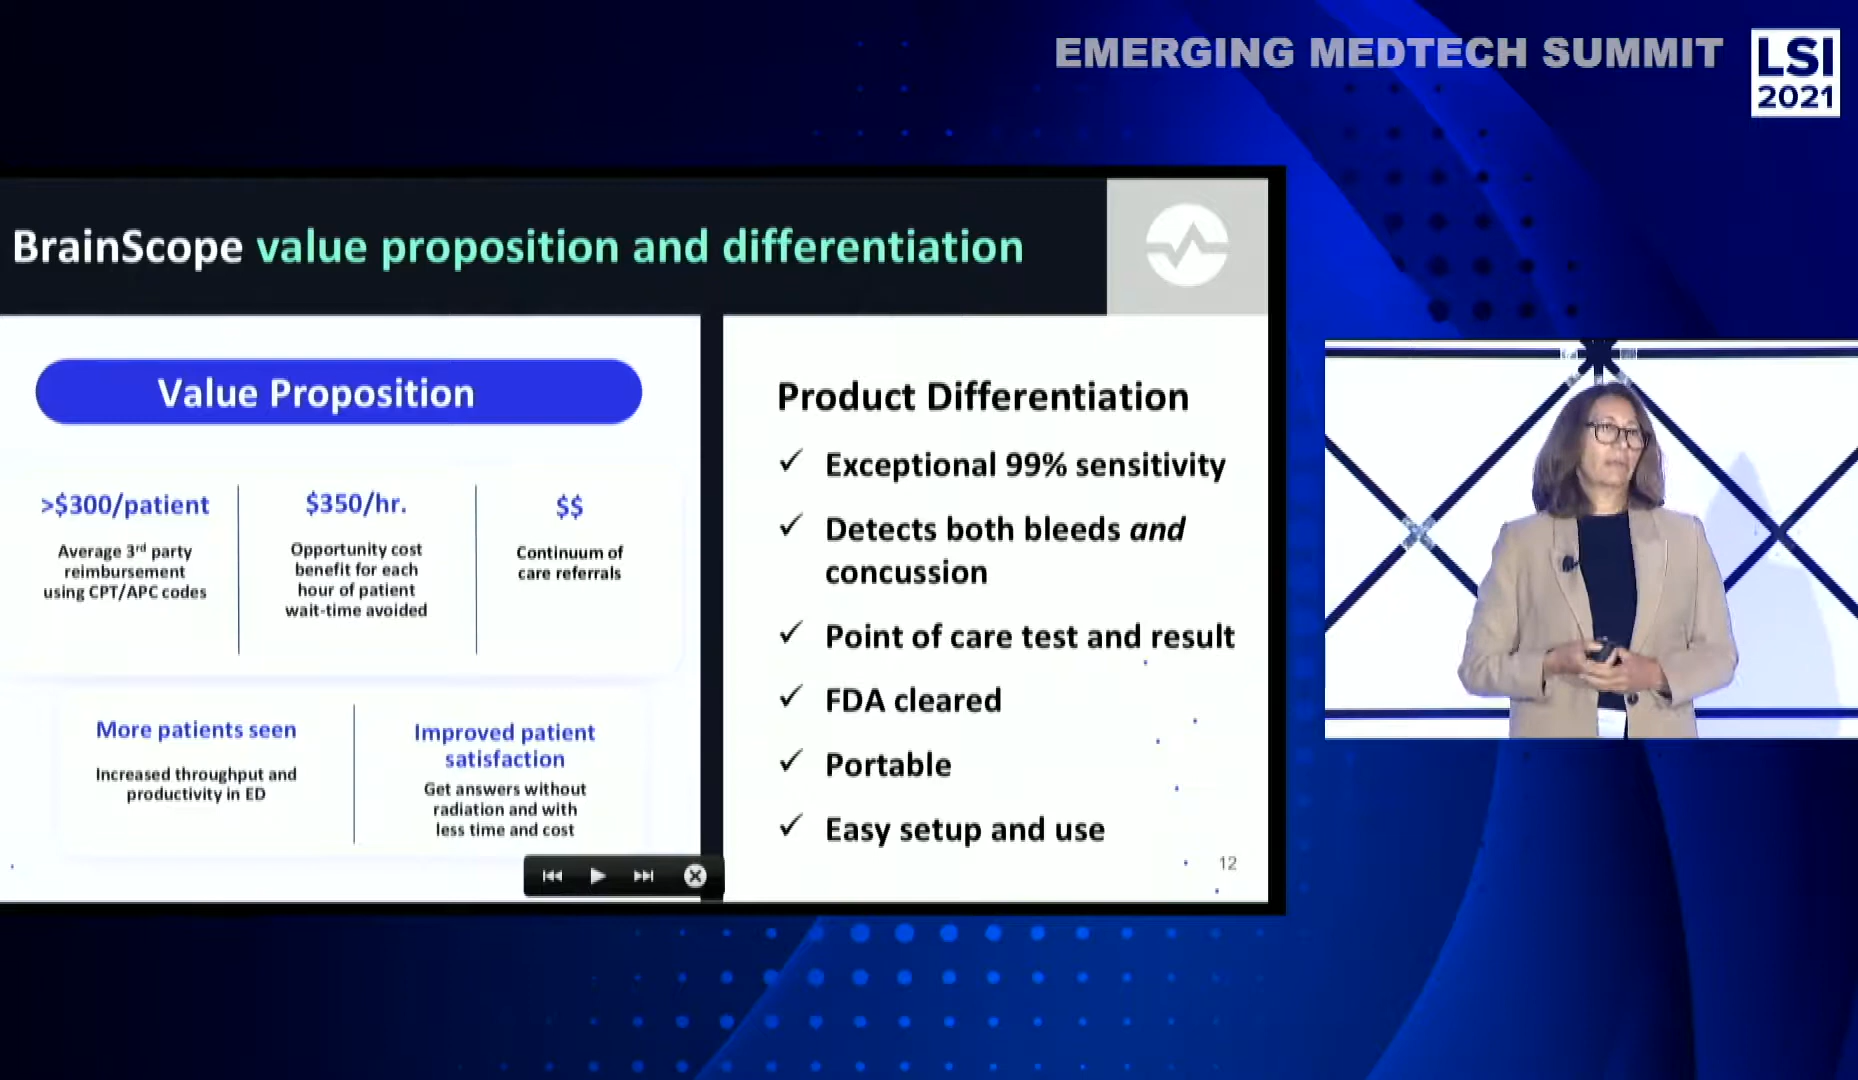 EMERGING MEDTECH SUMMIT
LSI
2021
BrainScope value proposition and differentiation
Value Proposition
>$300/patient
Average 3rd party
reimbursement
using CPT/APC codes
$350/hr.
Opportunity cost
benefit for each
hour of patient
wait-time avoided
$$
Continuum of
care referrals
More patients seen
Increased throughput and
productivity in ED
Improved patient
satisfaction
Get answers without
radiation and with
less time and cost
Product Differentiation
✓ Exceptional 99% sensitivity
✓ Detects both bleeds and
concussion
✓ Point of care test and result
✓ FDA cleared
✓ Portable
✓ Easy setup and use
12